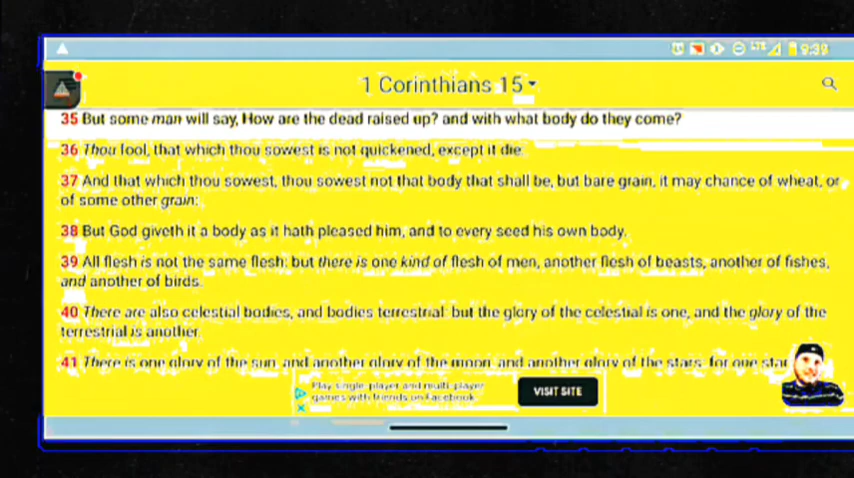 LTE 9:39
1 Corinthians 15
35 But some man will say, How are the dead raised up? and with what body do they come?
36 Thou fool, that which thou sowest is not quickened, except it die:
37 And that which thou sowest, thou sowest not that body that shall be, but bare grain, it may chance of wheat, or
of some other grain:
38 But God giveth it a body as it hath pleased him, and to every seed his own body.
39 All flesh is not the same flesh: but there is one kind of flesh of men, another flesh of beasts, another of fishes,
and another of birds.
40 There are also celestial bodies, and bodies terrestrial: but the glory of the celestial is one, and the glory of the
terrestrial is another.
41 There is one glory of the sun, and another glory of the moon, and another glory of the stars: for one star
Play single player and multi-player
games with friends on Facebook
VISIT SITE